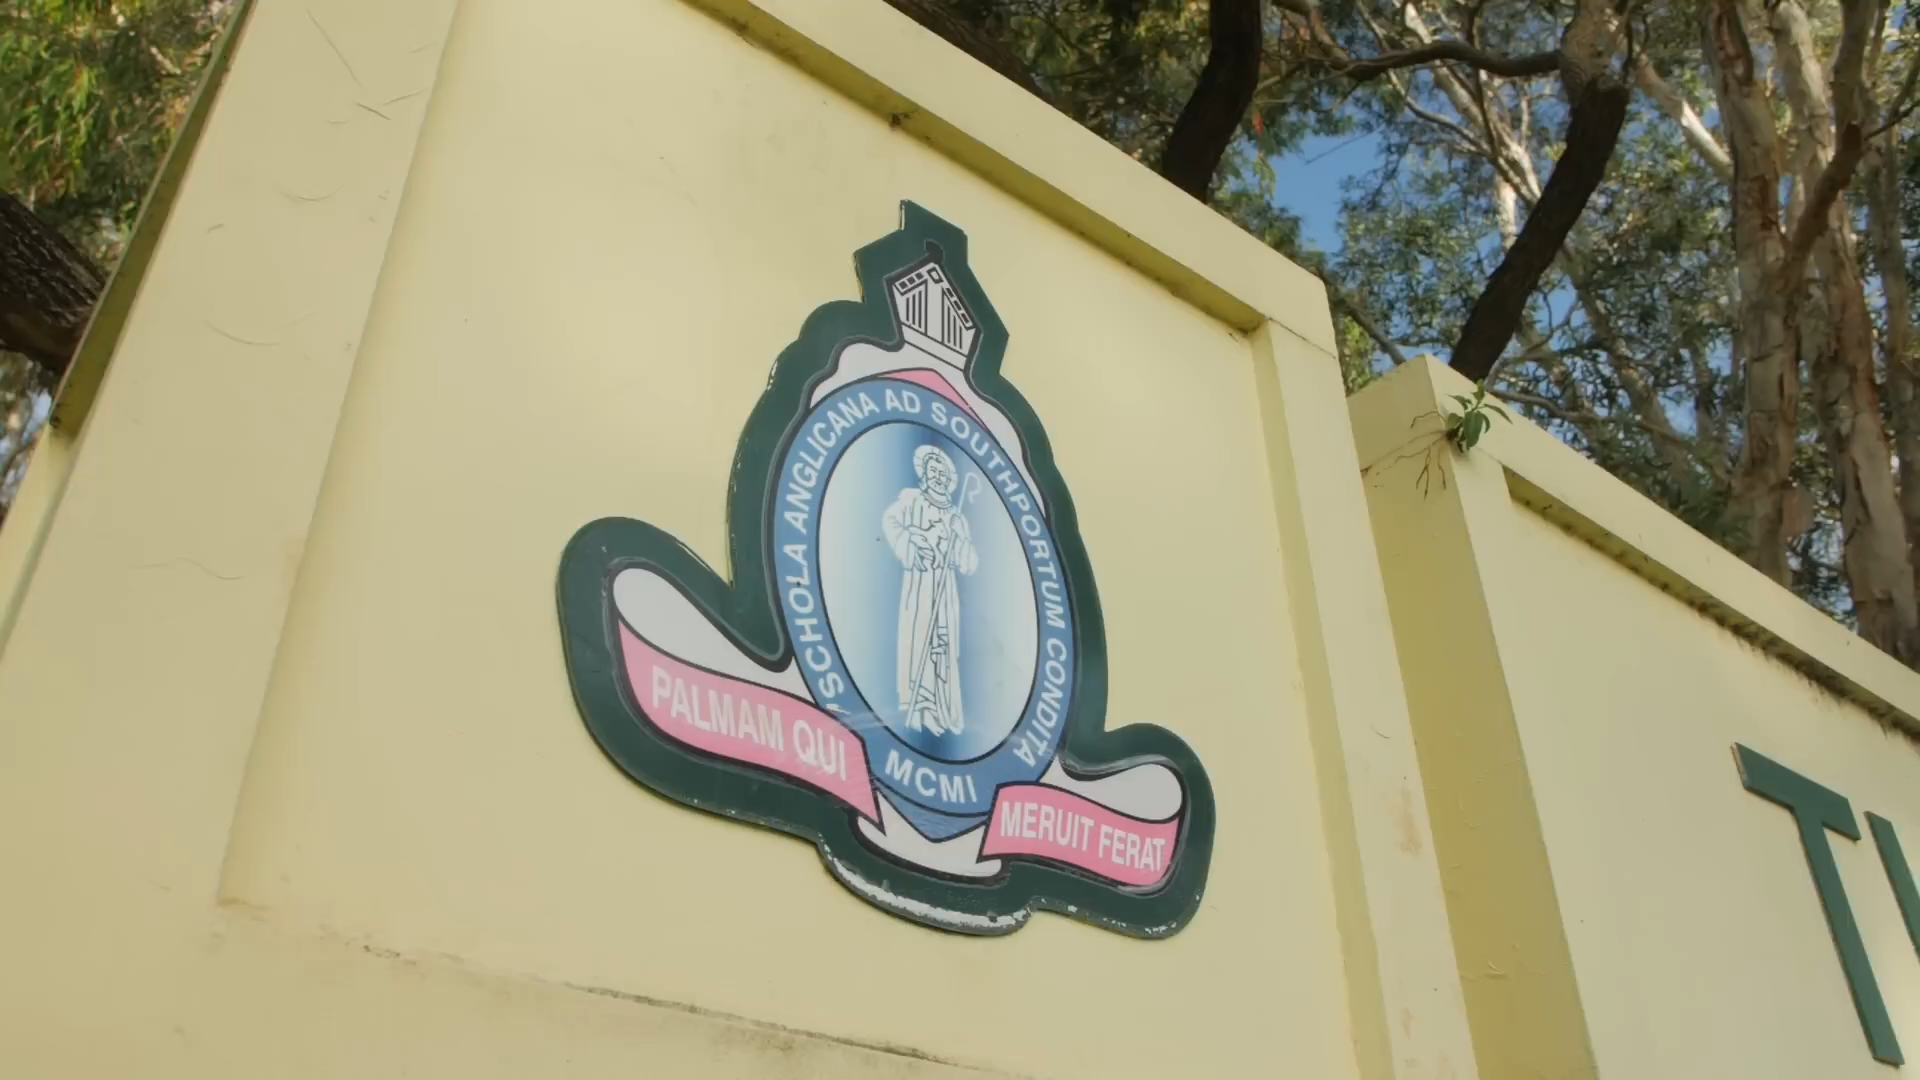 SCHOLA ANGLICANA AD SOUTHPORTUM CONDITA
MCMI
PALMAM QUI
MERUIT FERAT